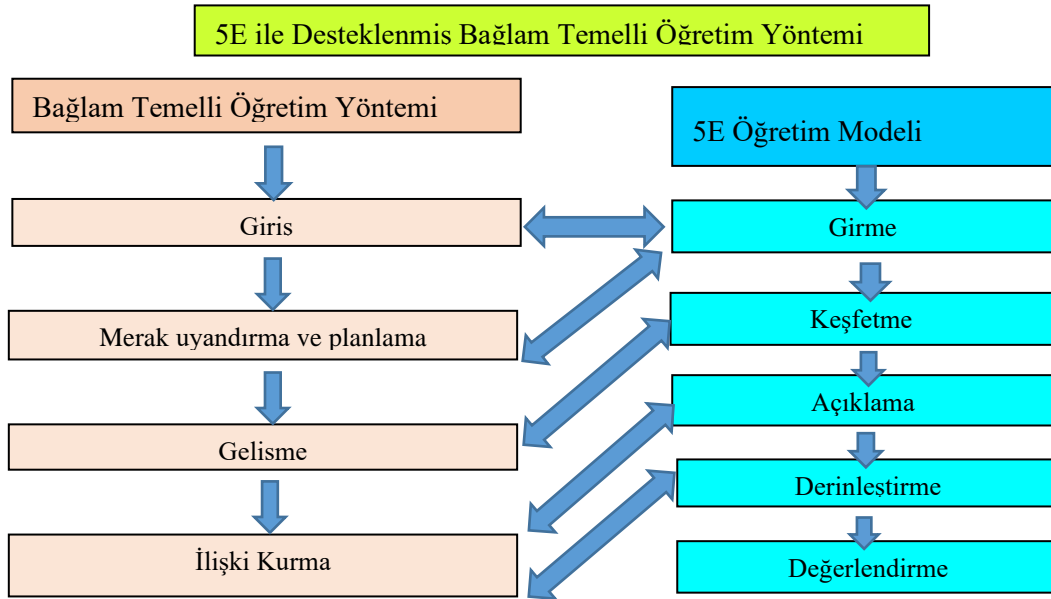 5E ile Desteklenmis Bağlam Temelli Öğretim Yöntemi
Bağlam Temelli Öğretim Yöntemi
Giris
Merak uyandırma ve planlama
Gelisme
İlişki Kurma
5E Öğretim Modeli
Girme
Keşfetme
Açıklama
Derinleştirme
Değerlendirme